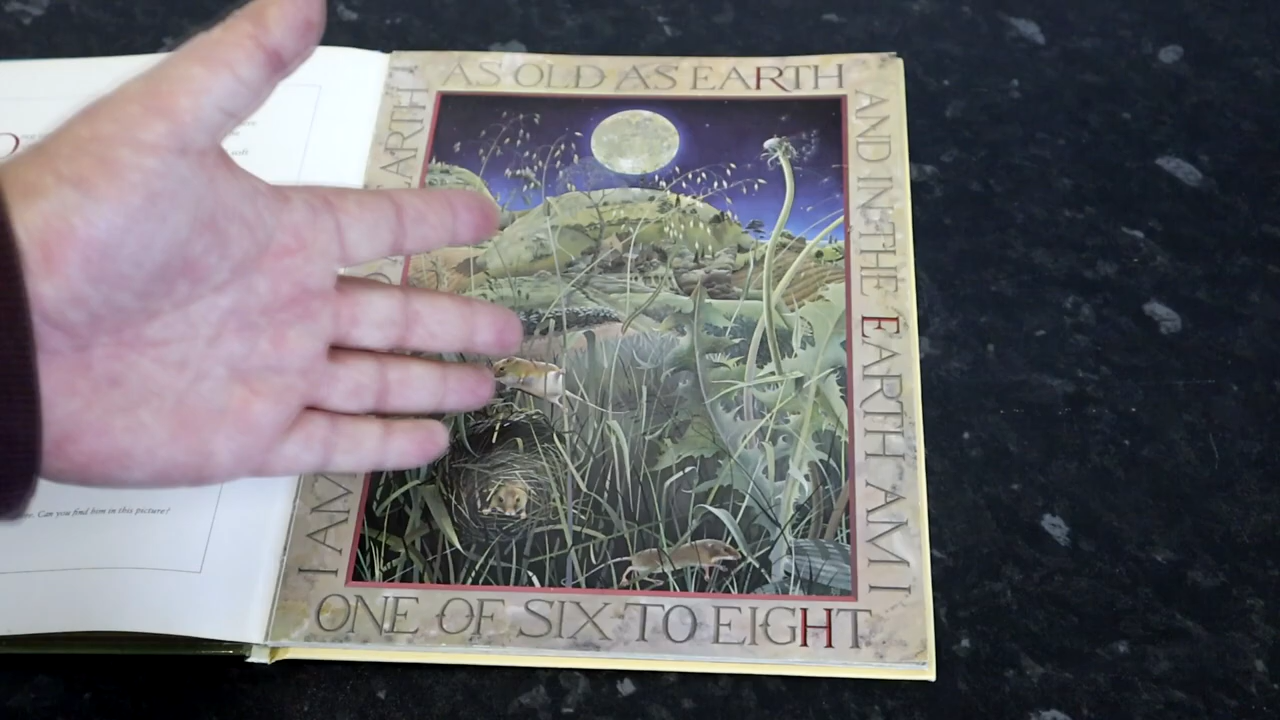 AS OLD AS EARTH
AND IN THE EARTH AM I
ONE OF SIX TO EIGHT
I AM
EARTH
soft
Can you find him in this picture?